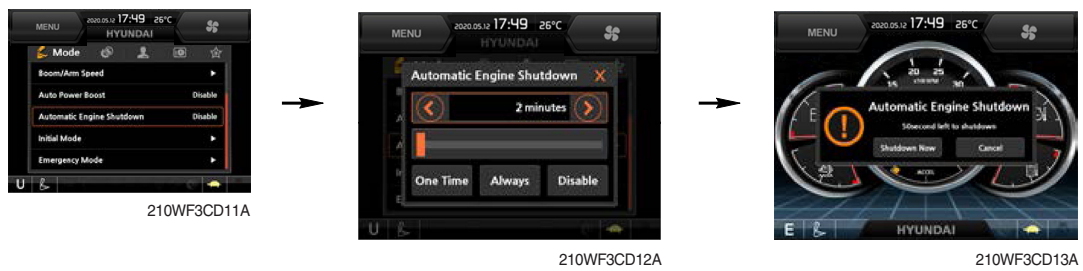 MENU
2020.05.12 17:49 26°C
HYUNDAI
Mode
Boom/Arm Speed
Auto Power Boost Disable
Automatic Engine Shutdown Disable
Initial Mode
Emergency Mode
U
210WF3CD11A
MENU
2020.05.12 17:49 26°C
HYUNDAI
Automatic Engine Shutdown X
2 minutes
One Time Always Disable
U
210WF3CD12A
MENU
2020.05.12 17:49 26°C
15 20 25 30
E
Automatic Engine Shutdown
50second left to shutdown
Shutdown Now Cancel
ACCEL
E HYUNDAI
210WF3CD13A